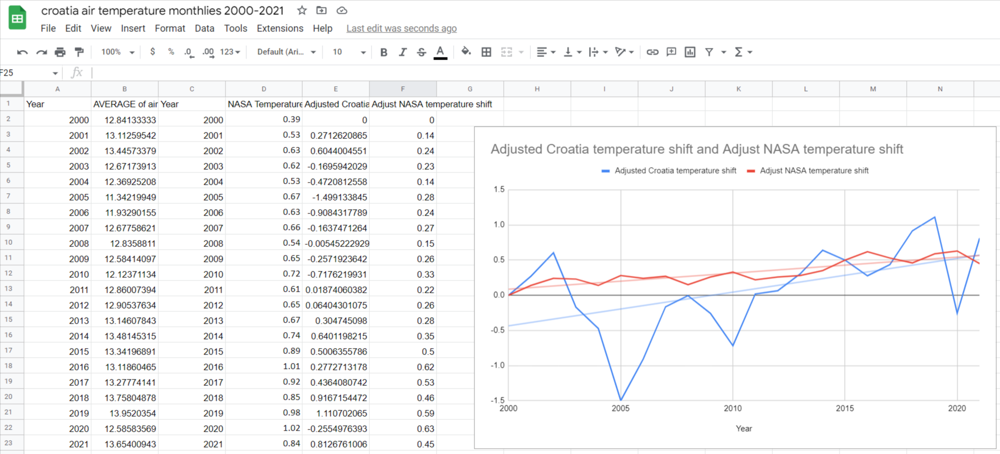 croatia air temperature monthlies 2000-2021
File Edit View Insert Format Data Tools Extensions Help Last edit was seconds ago
100% $ % .0 .00 123 Default (Ari... 10 B I S A
F25 fx
A B C D E F G H I J K L M N
1 Year AVERAGE of air Year NASA Temperature Adjusted Croatia Adjust NASA temperature shift
2 2000 12.84133333 2000 0.39 0 0
3 2001 13.11259542 2001 0.53 0.2712620865 0.14
4 2002 13.44573379 2002 0.63 0.6044004551 0.24
5 2003 12.67173913 2003 0.62 -0.1695942029 0.23
6 2004 12.36925208 2004 0.53 -0.4720812558 0.14
7 2005 11.34219949 2005 0.67 -1.499133845 0.28
8 2006 11.93290155 2006 0.63 -0.9084317789 0.24
9 2007 12.67758621 2007 0.66 -0.1637471264 0.27
10 2008 12.8358811 2008 0.54 -0.00545222929 0.15
11 2009 12.58414097 2009 0.65 -0.2571923642 0.26
12 2010 12.12371134 2010 0.72 -0.7176219931 0.33
13 2011 12.86007394 2011 0.61 0.01874060382 0.22
14 2012 12.90537634 2012 0.65 0.06404301075 0.26
15 2013 13.14607843 2013 0.67 0.304745098 0.28
16 2014 13.48145315 2014 0.74 0.6401198215 0.35
17 2015 13.34196891 2015 0.89 0.5006355786 0.5
18 2016 13.11860465 2016 1.01 0.2772713178 0.62
19 2017 13.27774141 2017 0.92 0.4364080742 0.53
20 2018 13.75804878 2018 0.85 0.9167154472 0.46
21 2019 13.9520354 2019 0.98 1.110702065 0.59
22 2020 12.58583569 2020 1.02 -0.2554976393 0.63
23 2021 13.65400943 2021 0.84 0.8126761006 0.45
Adjusted Croatia temperature shift and Adjust NASA temperature shift
Adjusted Croatia temperature shift Adjust NASA temperature shift
1.5
1.0
0.5
0.0
-0.5
-1.0
-1.5
2000 2005 2010 2015 2020
Year